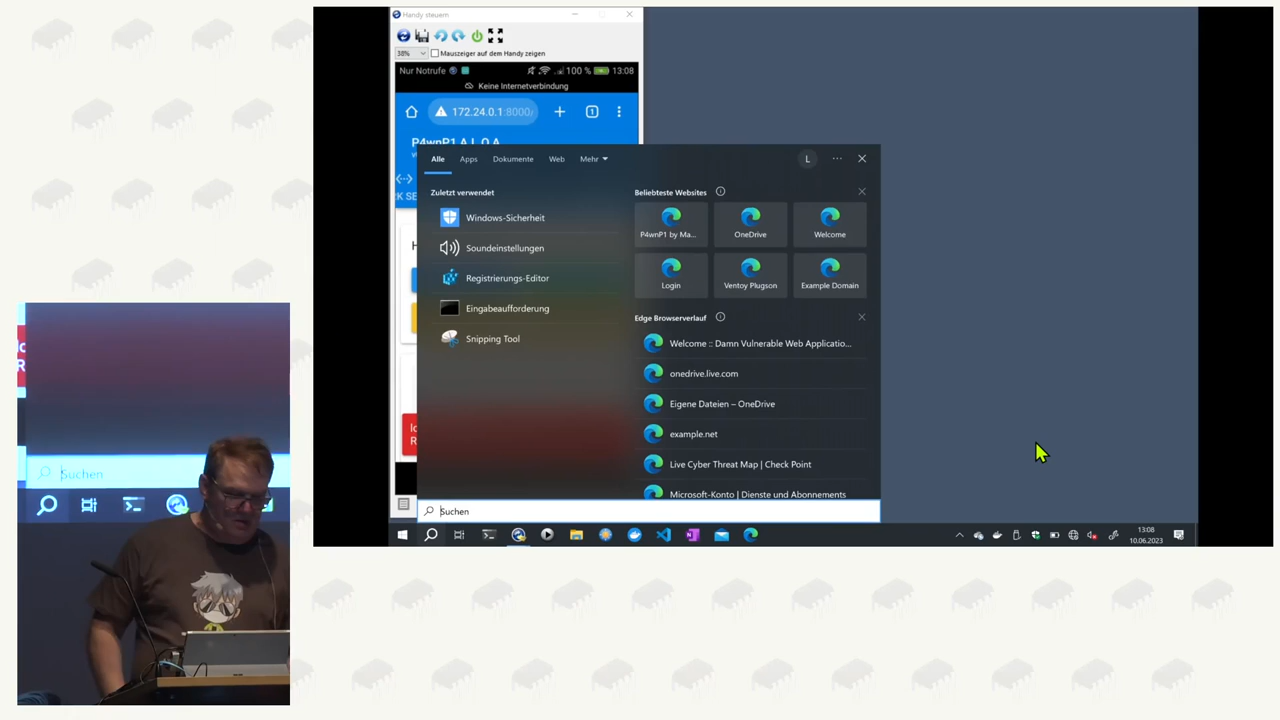 Handy steuern
38%
Mauszeiger auf dem Handy zeigen
Nur Notrufe
100 %
13:08
Keine Internetverbindung
172.24.0.1:8000/
1
P4wnP1 A.L.O.A.
Alle
Apps
Dokumente
Web
Mehr
L
Zuletzt verwendet
Windows-Sicherheit
Soundeinstellungen
Registrierungs-Editor
Eingabeaufforderung
Snipping Tool
Beliebteste Websites
P4wnP1 by Ma...
OneDrive
Welcome
Login
Ventoy Plugson
Example Domain
Edge Browserverlauf
Welcome :: Damn Vulnerable Web Applicatio...
onedrive.live.com
Eigene Dateien – OneDrive
example.net
Live Cyber Threat Map | Check Point
Microsoft-Konto | Dienste und Abonnements
Suchen
13:08
10.06.2023
Suchen